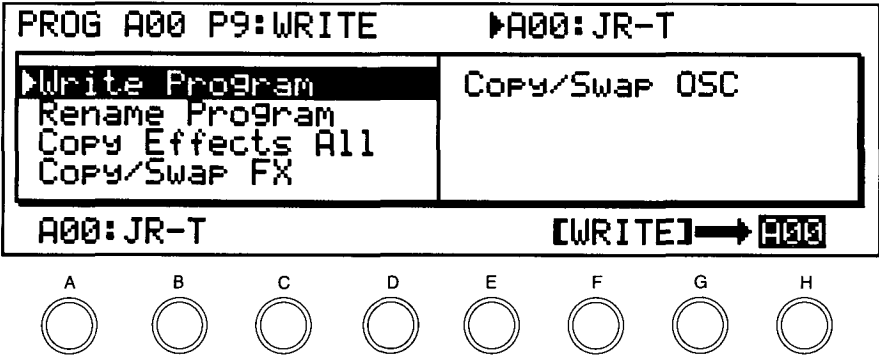 PROG A00 P9:WRITE ▶A00:JR-T
▶Write Program
Rename Program
Copy Effects All
Copy/Swap FX
Copy/Swap OSC
A00:JR-T [WRITE]→A00
A B C D E F G H